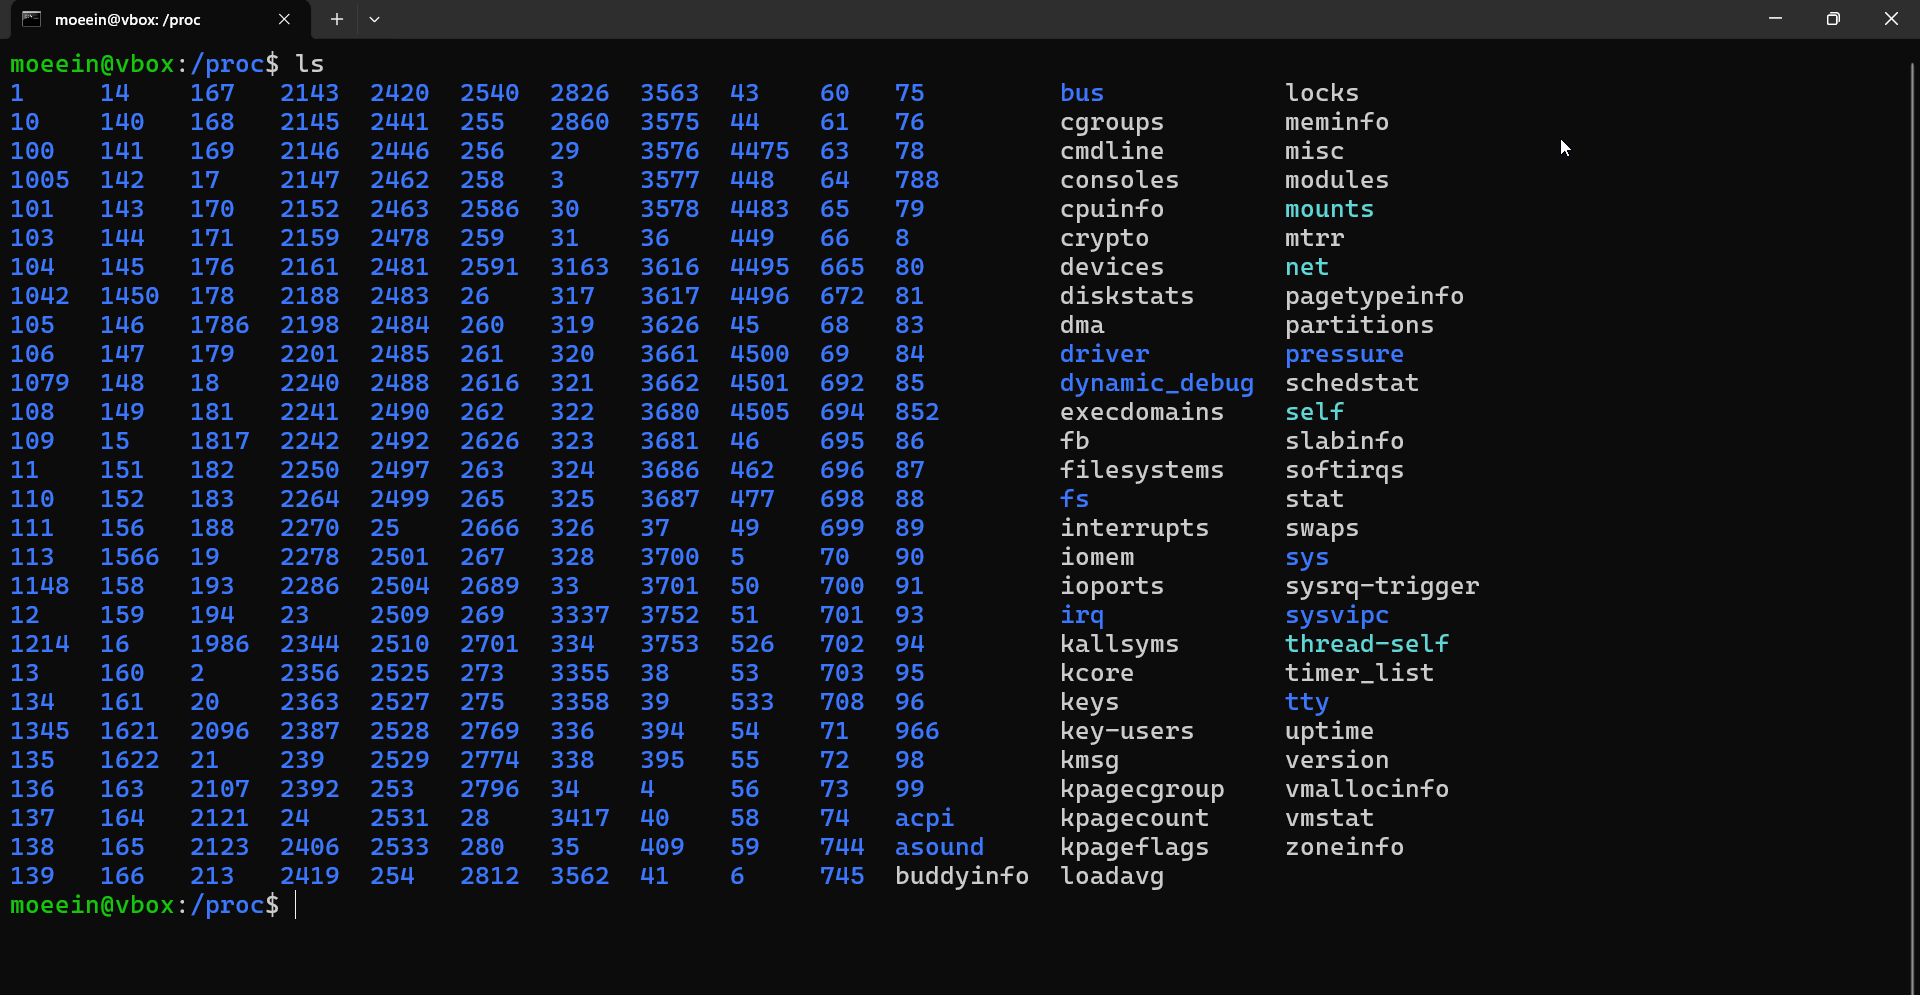 moeein@vbox: /proc
moeein@vbox:/proc$ ls
1 14 167 2143 2420 2540 2826 3563 43 60 75 bus locks
10 140 168 2145 2441 255 2860 3575 44 61 76 cgroups meminfo
100 141 169 2146 2446 256 29 3576 4475 63 78 cmdline misc
1005 142 17 2147 2462 258 3 3577 448 64 788 consoles modules
101 143 170 2152 2463 2586 30 3578 4483 65 79 cpuinfo mounts
103 144 171 2159 2478 259 31 36 449 66 8 crypto mtrr
104 145 176 2161 2481 2591 3163 3616 4495 665 80 devices net
1042 1450 178 2188 2483 26 317 3617 4496 672 81 diskstats pagetypeinfo
105 146 1786 2198 2484 260 319 3626 45 68 83 dma partitions
106 147 179 2201 2485 261 320 3661 4500 69 84 driver pressure
1079 148 18 2240 2488 2616 321 3662 4501 692 85 dynamic_debug schedstat
108 149 181 2241 2490 262 322 3680 4505 694 852 execdomains self
109 15 1817 2242 2492 2626 323 3681 46 695 86 fb slabinfo
11 151 182 2250 2497 263 324 3686 462 696 87 filesystems softirqs
110 152 183 2264 2499 265 325 3687 477 698 88 fs stat
111 156 188 2270 25 2666 326 37 49 699 89 interrupts swaps
113 1566 19 2278 2501 267 328 3700 5 70 90 iomem sys
1148 158 193 2286 2504 2689 33 3701 50 700 91 ioports sysrq-trigger
12 159 194 23 2509 269 3337 3752 51 701 93 irq sysvipc
1214 16 1986 2344 2510 2701 334 3753 526 702 94 kallsyms thread-self
13 160 2 2356 2525 273 3355 38 53 703 95 kcore timer_list
134 161 20 2363 2527 275 3358 39 533 708 96 keys tty
1345 1621 2096 2387 2528 2769 336 394 54 71 966 key-users uptime
135 1622 21 239 2529 2774 338 395 55 72 98 kmsg version
136 163 2107 2392 253 2796 34 4 56 73 99 kpagecgroup vmallocinfo
137 164 2121 24 2531 28 3417 40 58 74 acpi kpagecount vmstat
138 165 2123 2406 2533 280 35 409 59 744 asound kpageflags zoneinfo
139 166 213 2419 254 2812 3562 41 6 745 buddyinfo loadavg
moeein@vbox:/proc$